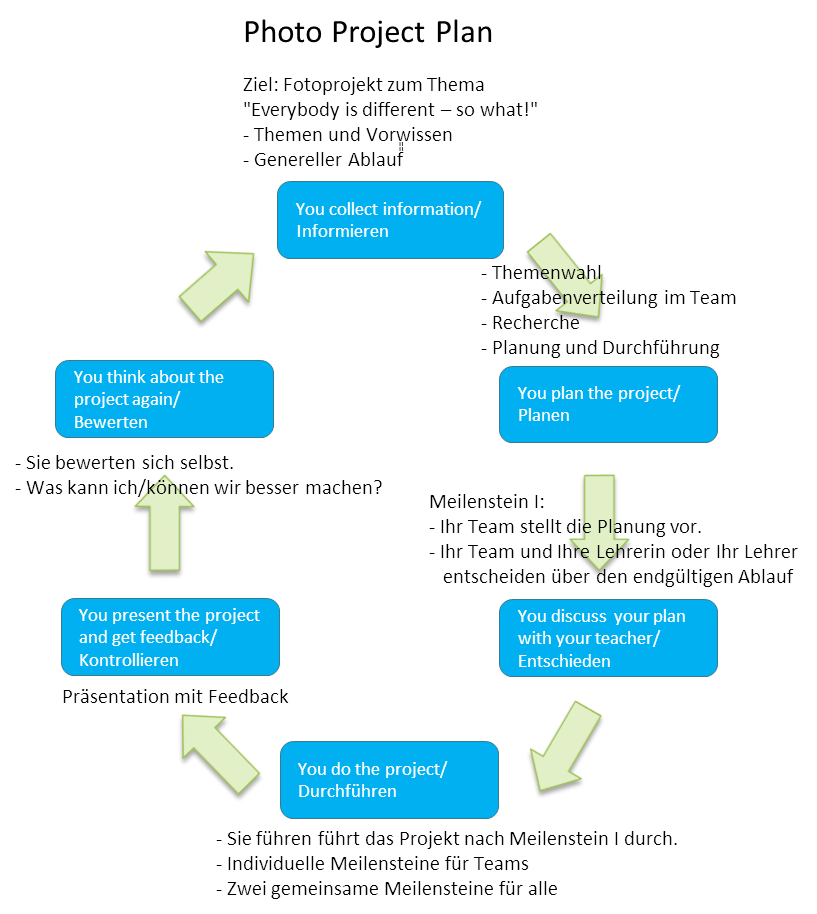 Photo Project Plan
Ziel: Fotoprojekt zum Thema
"Everybody is different – so what!"
- Themen und Vorwissen
- Genereller Ablauf
You collect information/
Informieren
- Themenwahl
- Aufgabenverteilung im Team
- Recherche
- Planung und Durchführung
You plan the project/
Planen
Meilenstein I:
- Ihr Team stellt die Planung vor.
- Ihr Team und Ihre Lehrerin oder Ihr Lehrer
entscheiden über den endgültigen Ablauf
You discuss your plan
with your teacher/
Entschieden
You do the project/
Durchführen
- Sie führen führt das Projekt nach Meilenstein I durch.
- Individuelle Meilensteine für Teams
- Zwei gemeinsame Meilensteine für alle
You present the project
and get feedback/
Kontrollieren
Präsentation mit Feedback
You think about the
project again/
Bewerten
- Sie bewerten sich selbst.
- Was kann ich/können wir besser machen?